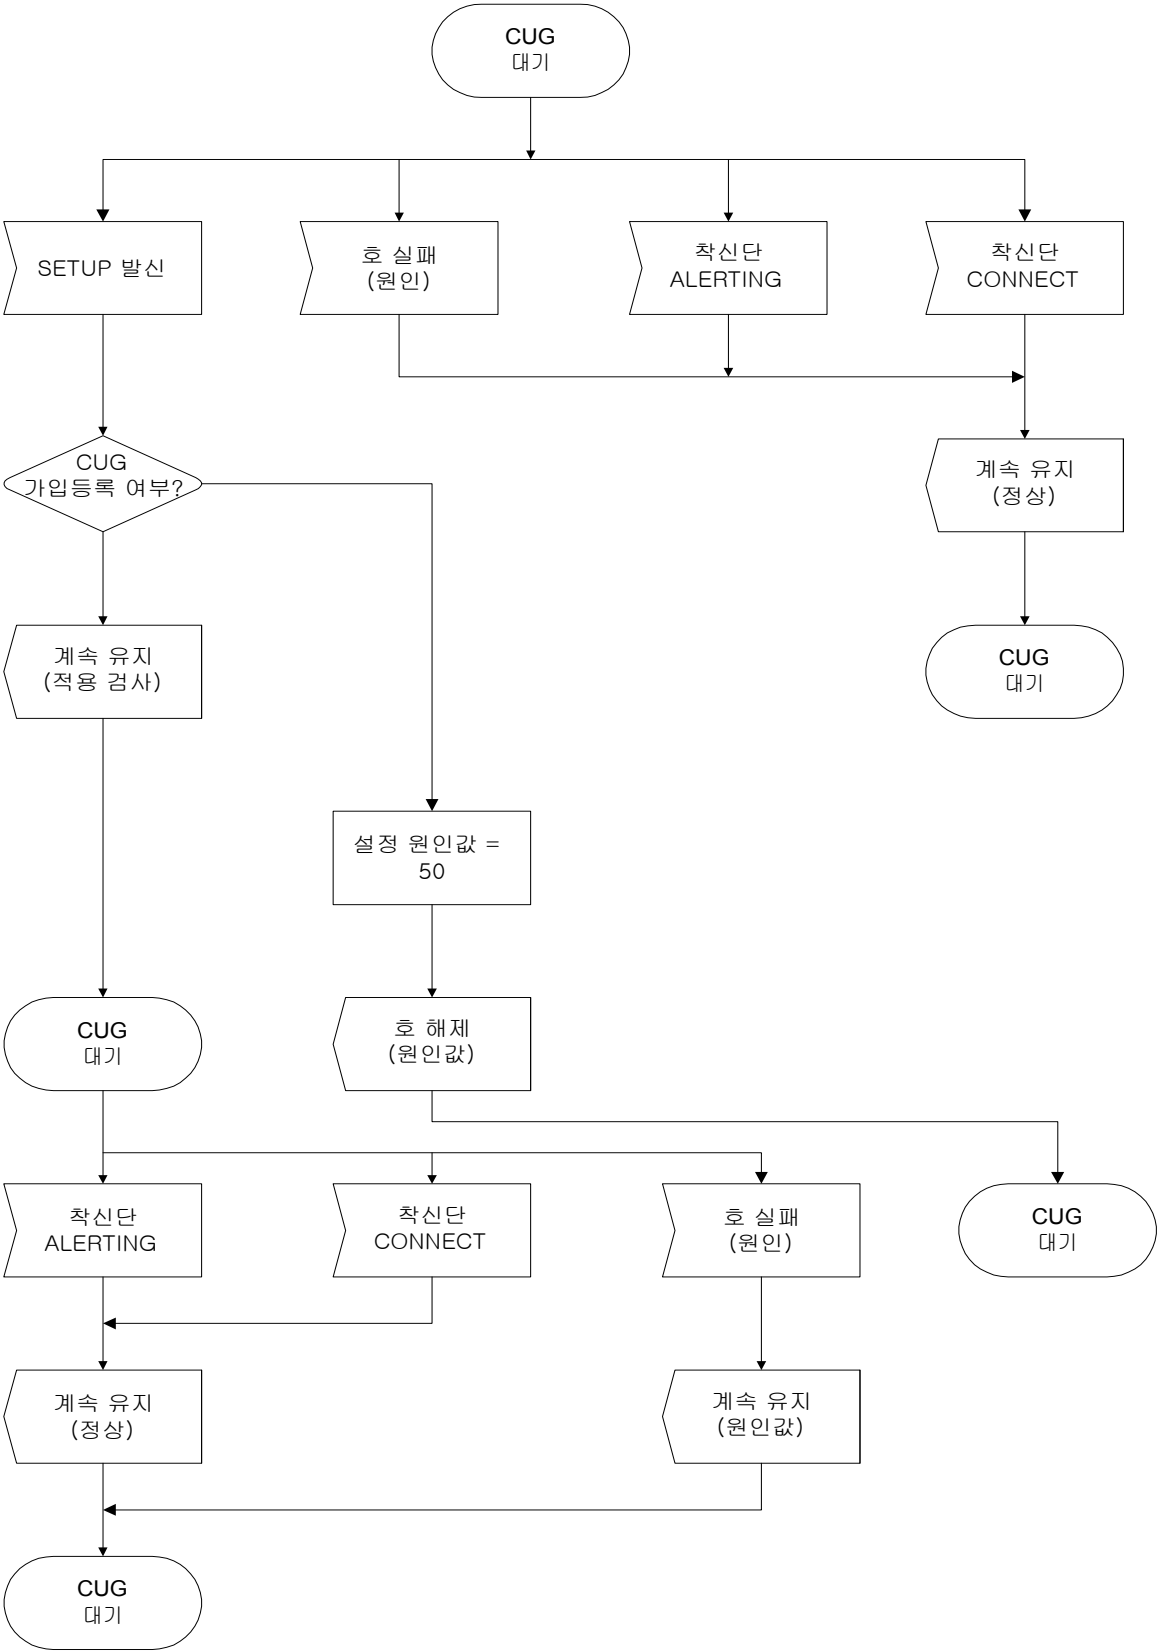 CUG
대기
SETUP 발신
호 실패
(원인)
착신단
ALERTING
착신단
CONNECT
CUG
가입등록 여부?
계속 유지
(정상)
계속 유지
(적용 검사)
CUG
대기
설정 원인값 =
50
CUG
대기
호 해제
(원인값)
착신단
ALERTING
착신단
CONNECT
호 실패
(원인)
CUG
대기
계속 유지
(정상)
계속 유지
(원인값)
CUG
대기